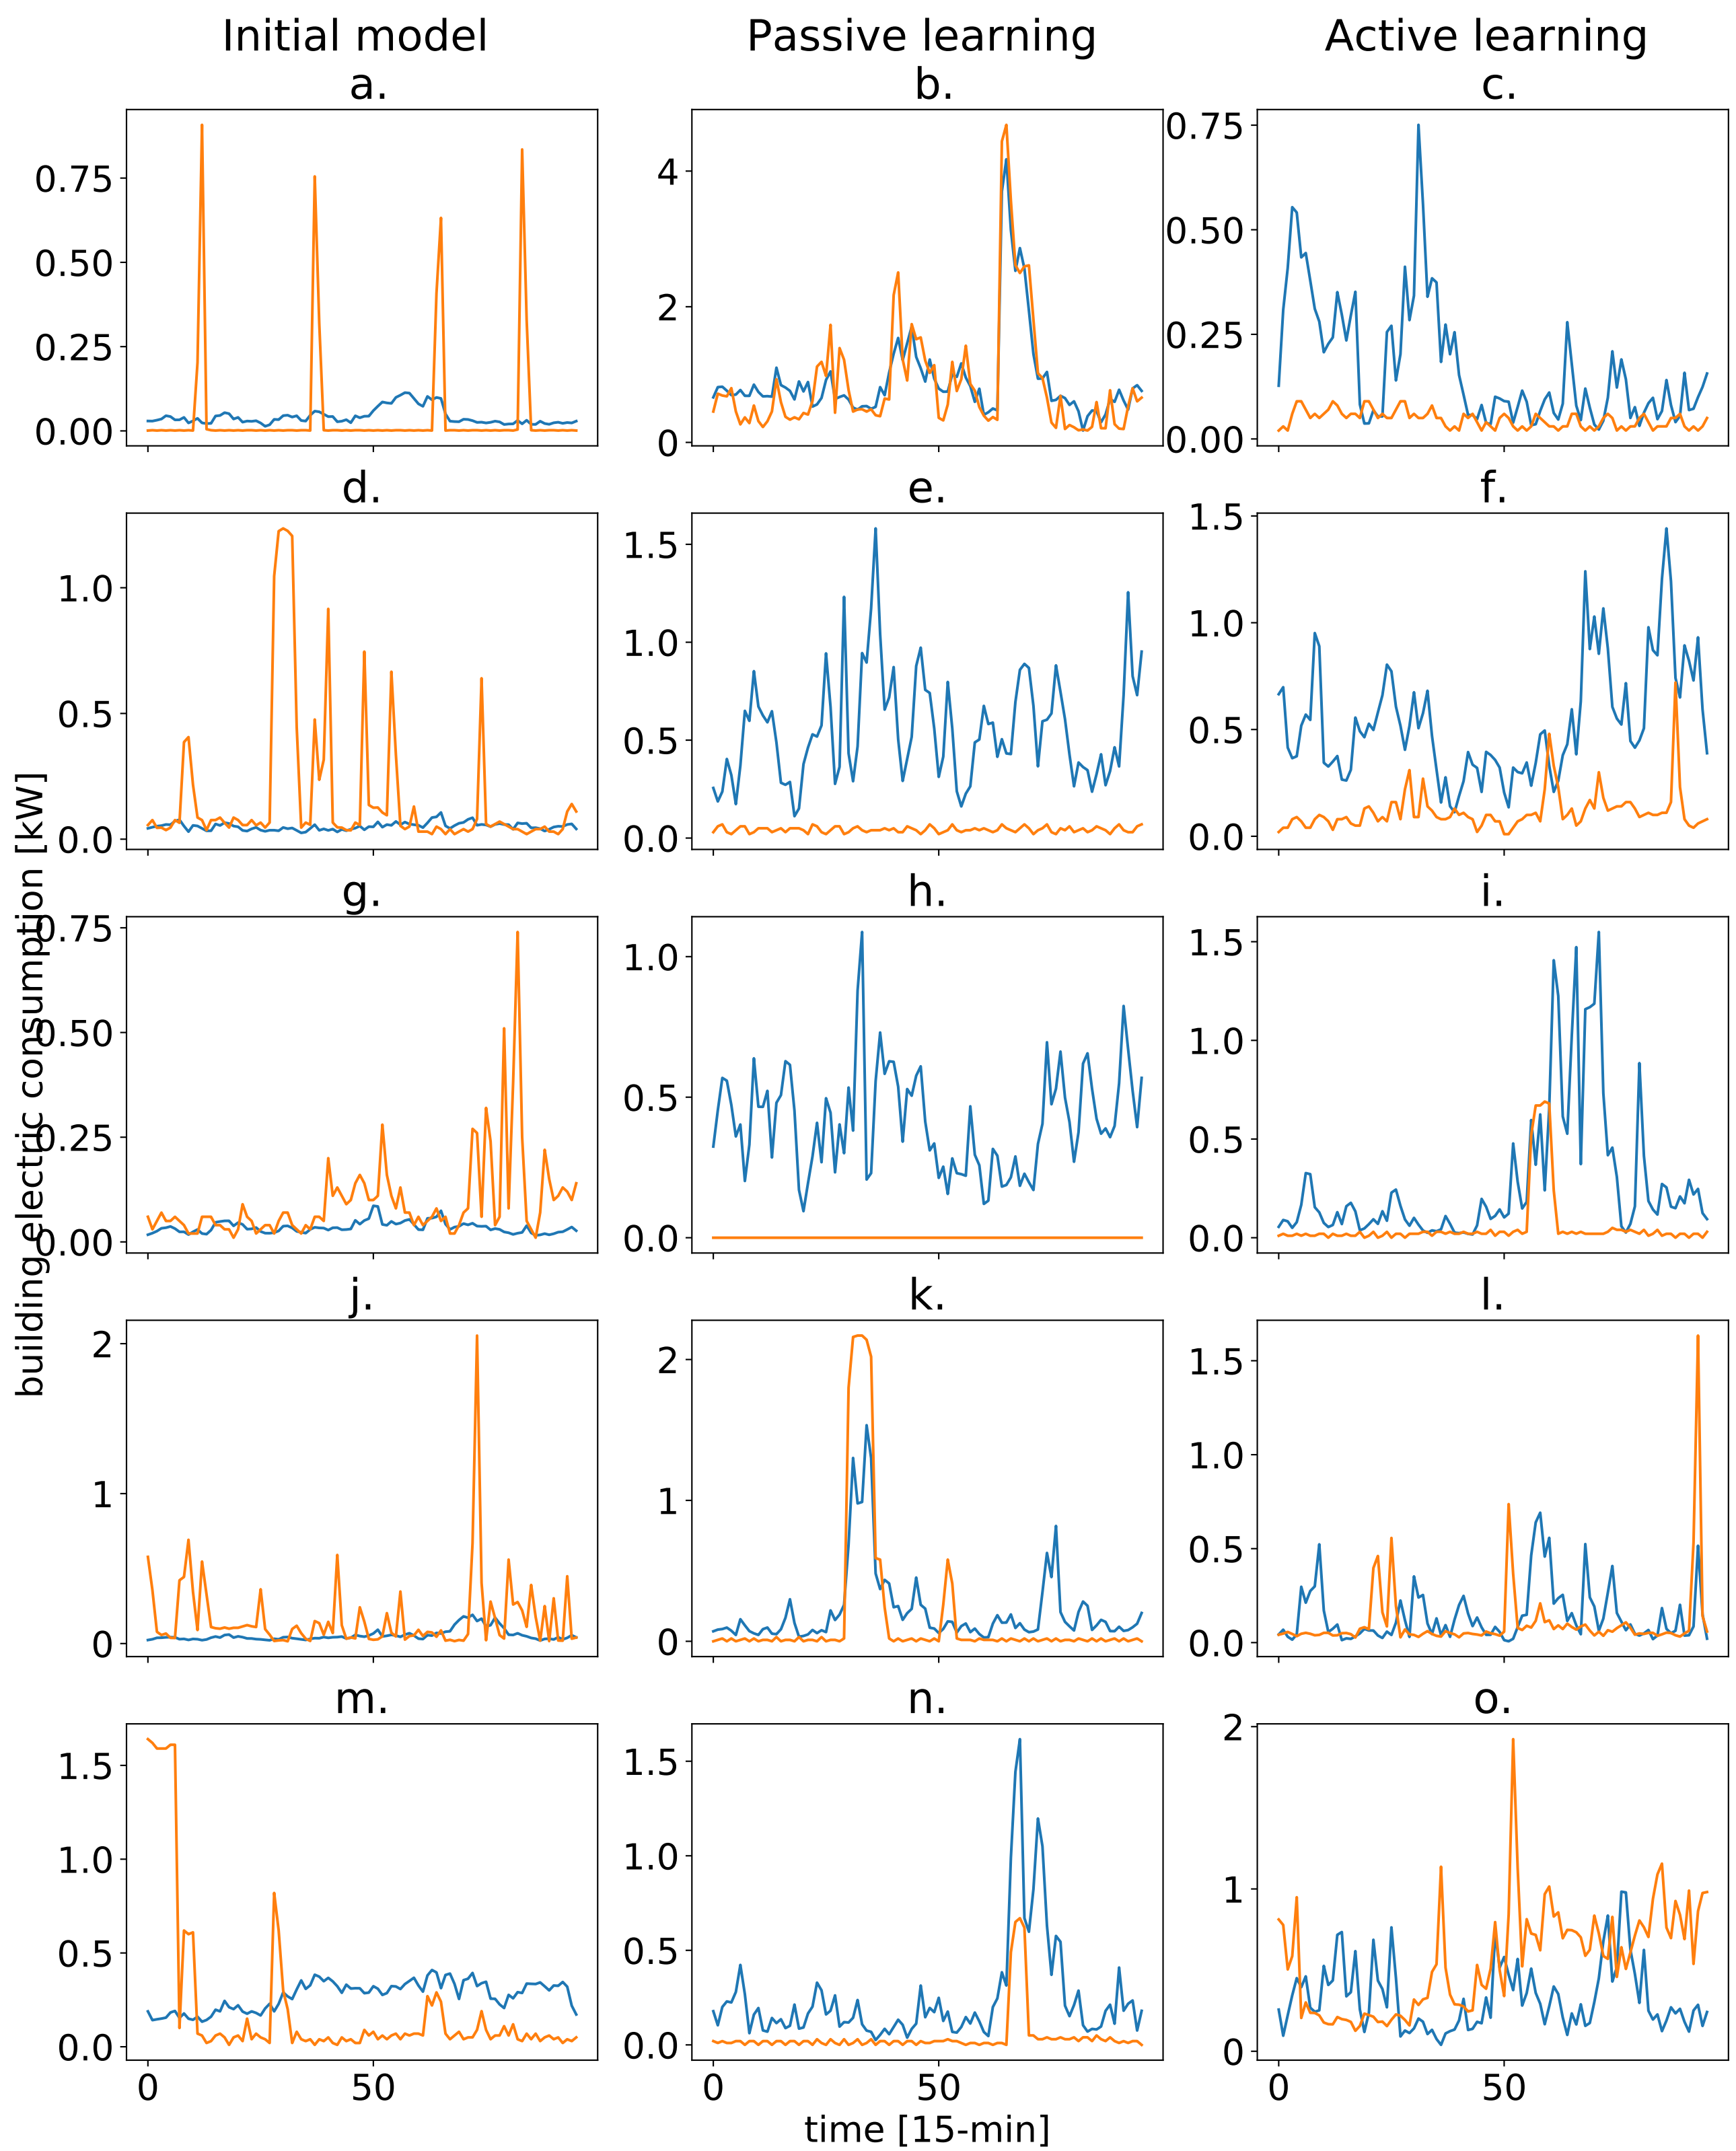 Initial model Passive learning Active learning
a. b. c.
0.75 4 0.75
0.50 2 0.50
0.25 0 0.25
0.00 0.00
d. e. f.
1.0 1.5 1.5
0.5 1.0 1.0
0.0 0.5 0.5
0.0 0.0
building electric consumption [kW]
g. h. i.
0.75 1.0 1.5
0.50 0.5 1.0
0.25 0.0 0.5
0.00 0.0
j. k. l.
2 2 1.5
1 1 1.0
0 0 0.5
0.0
m. n. o.
1.5 1.5 2
1.0 1.0 1
0.5 0.5 0
0.0 0.0
0 50 0 50 0 50
time [15-min]